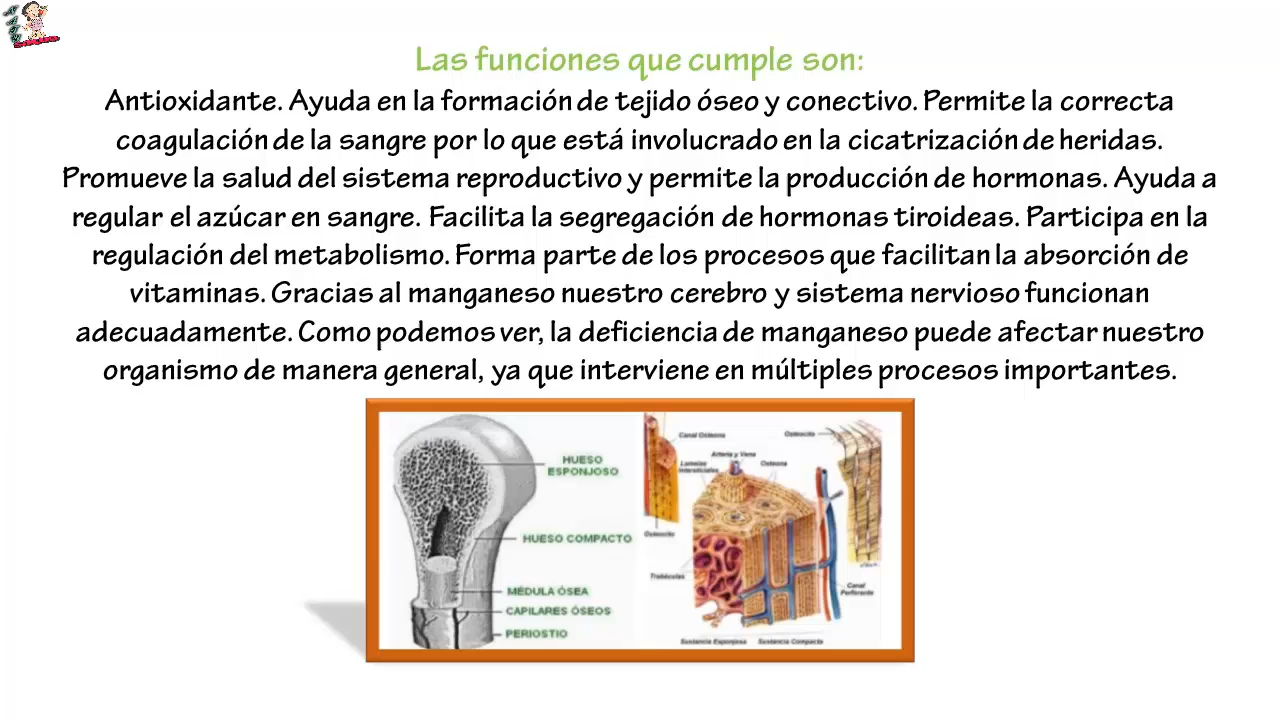 Las funciones que cumple son:
Antioxidante. Ayuda en la formación de tejido óseo y conectivo. Permite la correcta
coagulación de la sangre por lo que está involucrado en la cicatrización de heridas.
Promueve la salud del sistema reproductivo y permite la producción de hormonas. Ayuda a
regular el azúcar en sangre. Facilita la segregación de hormonas tiroideas. Participa en la
regulación del metabolismo. Forma parte de los procesos que facilitan la absorción de
vitaminas. Gracias al manganeso nuestro cerebro y sistema nervioso funcionan
adecuadamente. Como podemos ver, la deficiencia de manganeso puede afectar nuestro
organismo de manera general, ya que interviene en múltiples procesos importantes.
HUESO
ESPONJOSO
HUESO COMPACTO
MÉDULA ÓSEA
CAPILARES ÓSEOS
PERIOSTIO
Canal Osteona
Osteocito
Arteria y Vena
Lamelas
Intersticiales
Osteona
Osteocito
Trabéculas
Canal
Perforante
Sustancia Esponjosa
Sustancia Compacta